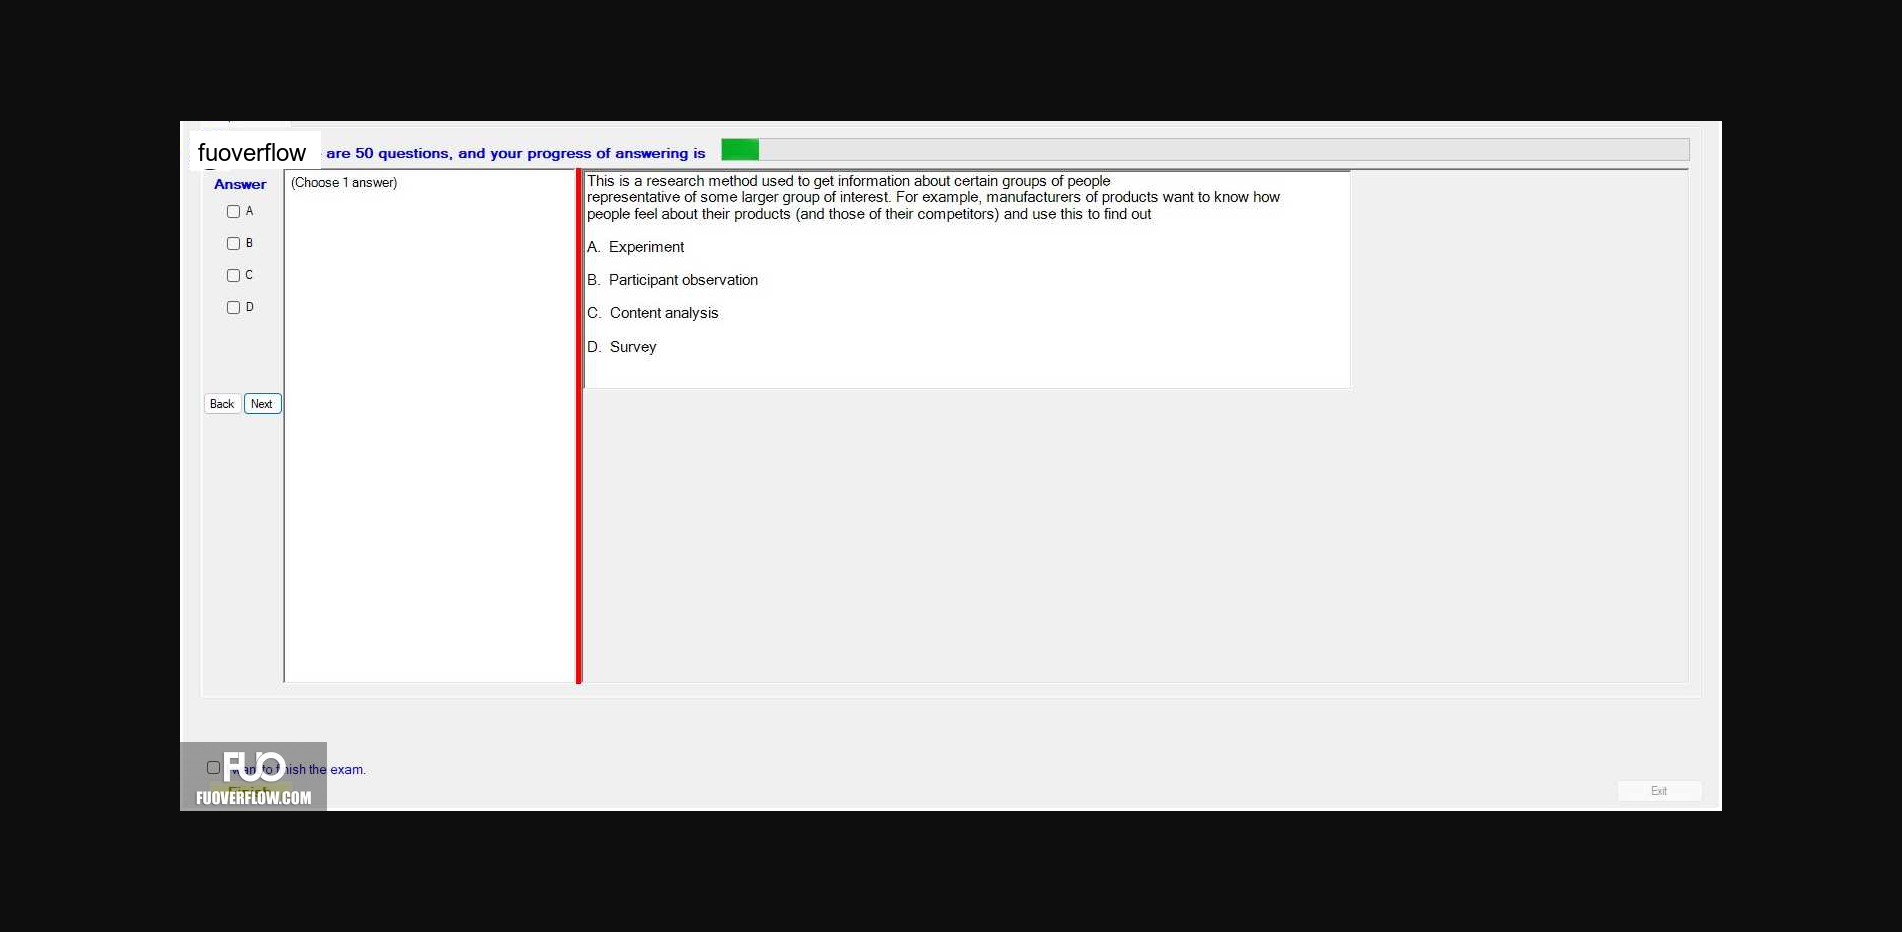 fuoverflow are 50 questions, and your progress of answering is
Answer
(Choose 1 answer)
A
B
C
D
Back Next
This is a research method used to get information about certain groups of people
representative of some larger group of interest. For example, manufacturers of products want to know how
people feel about their products (and those of their competitors) and use this to find out
A. Experiment
B. Participant observation
C. Content analysis
D. Survey
FUO
want to finish the exam.
Finish
FUOVERFLOW.COM
Exit